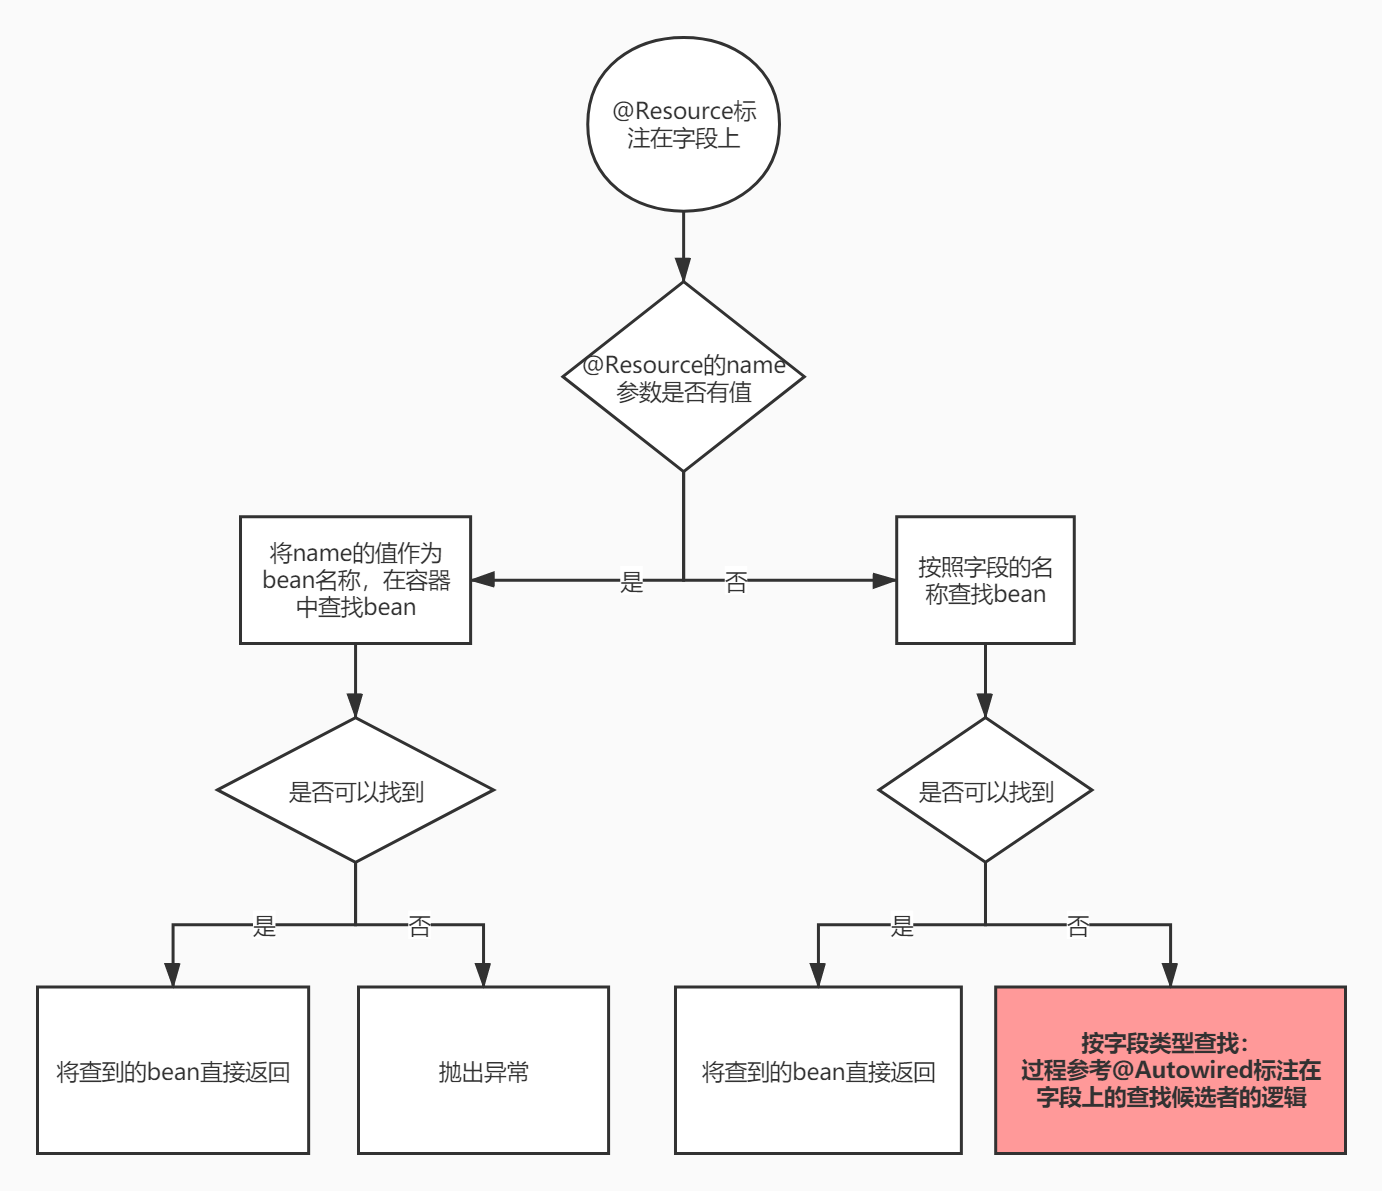 @Resource标
注在字段上
@Resource的name
参数是否有值
是
否
将name的值作为
bean名称，在容器
中查找bean
按照字段的名
称查找bean
是否可以找到
是否可以找到
是
否
是
否
将查到的bean直接返回
抛出异常
将查到的bean直接返回
按字段类型查找：
过程参考@Autowired标注在
字段上的查找候选者的逻辑